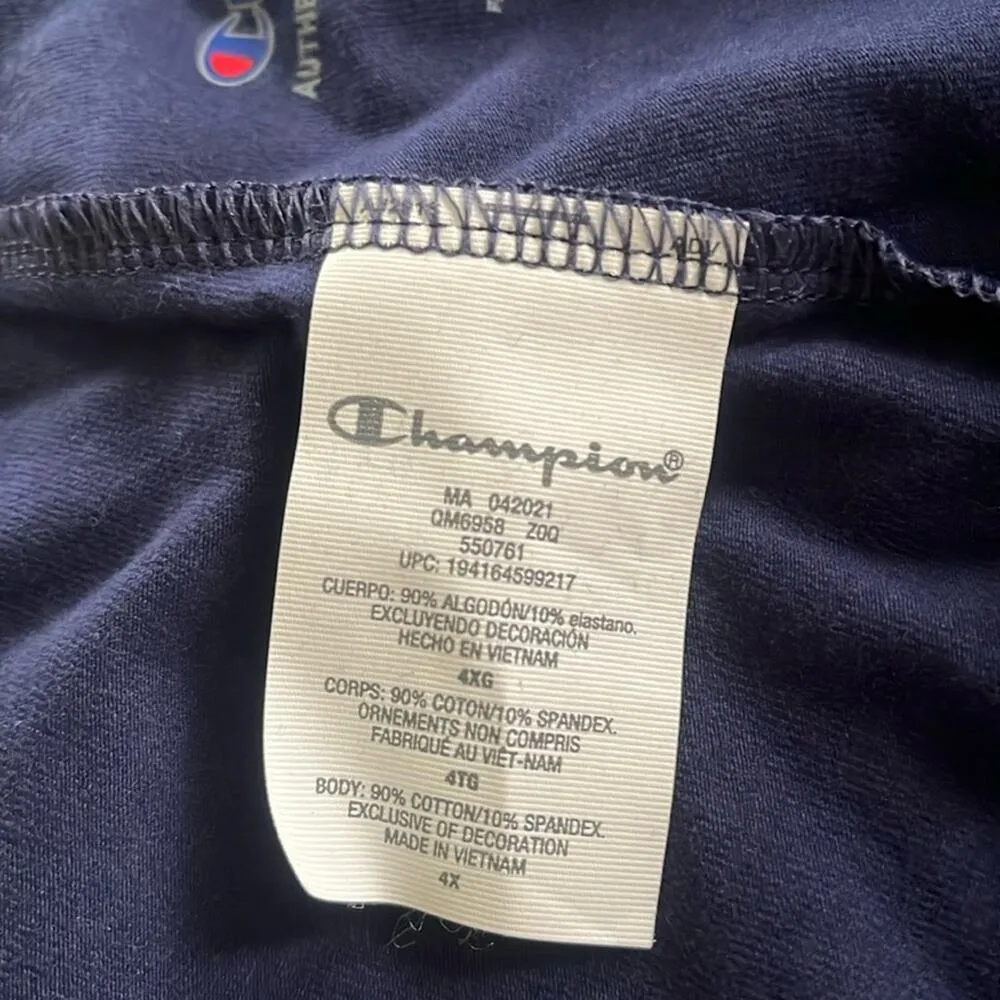 AUTHE
Champion®
MA 042021
QM6958 Z0Q
550761
UPC: 194164599217
CUERPO: 90% ALGODÓN/10% elastano.
EXCLUYENDO DECORACIÓN
HECHO EN VIETNAM
4XG
CORPS: 90% COTON/10% SPANDEX.
ORNEMENTS NON COMPRIS
FABRIQUÉ AU VIÊT-NAM
4TG
BODY: 90% COTTON/10% SPANDEX.
EXCLUSIVE OF DECORATION
MADE IN VIETNAM
4X